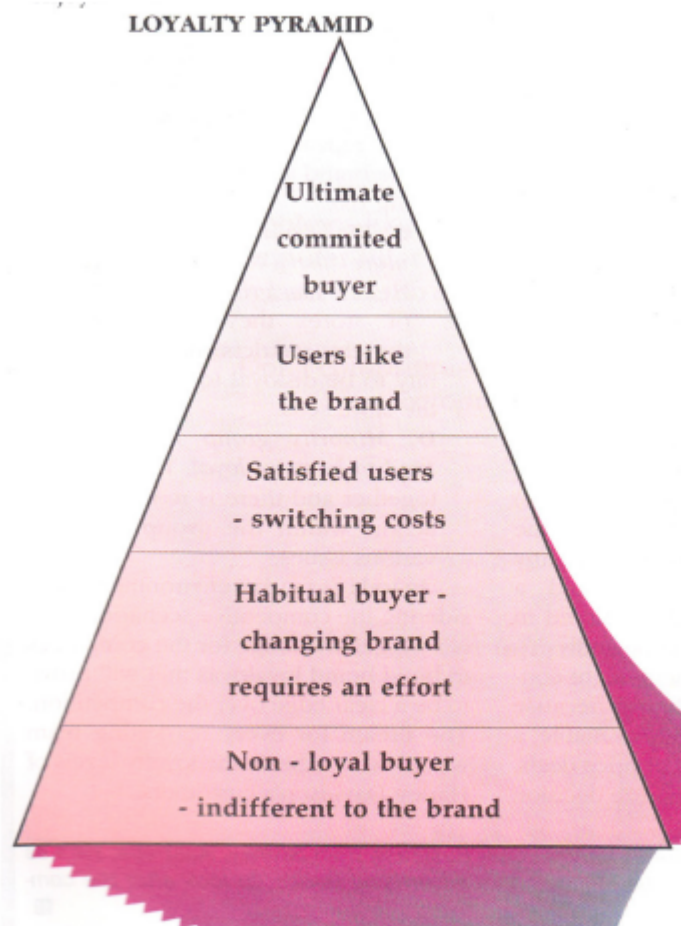 LOYALTY PYRAMID
Ultimate
commited
buyer
Users like
the brand
Satisfied users
- switching costs
Habitual buyer -
changing brand
requires an effort
Non - loyal buyer
- indifferent to the brand